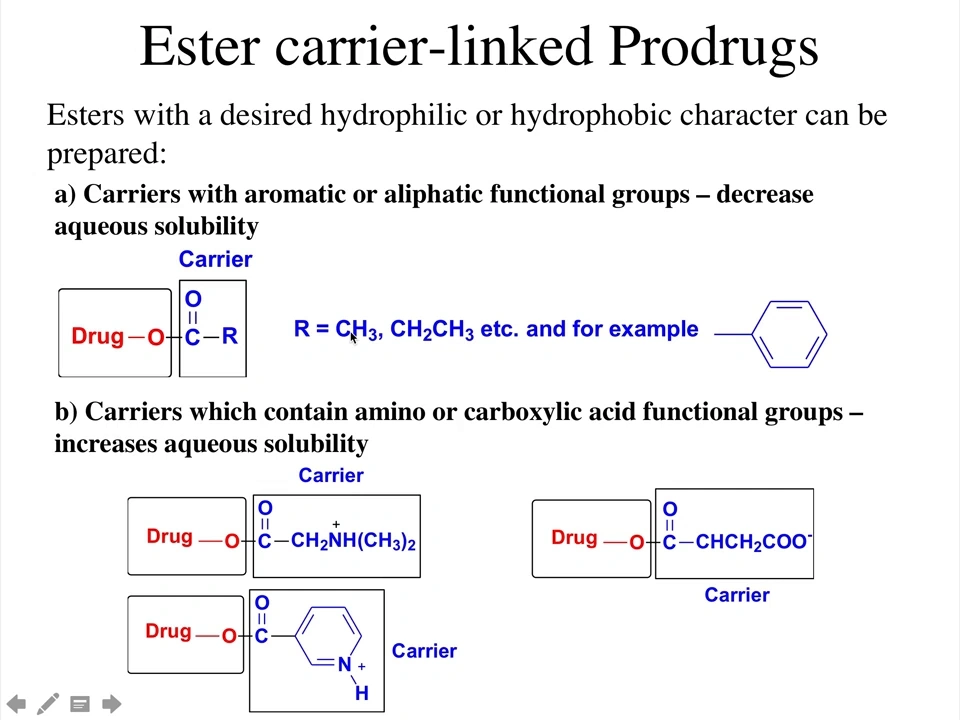 Ester carrier-linked Prodrugs
Esters with a desired hydrophilic or hydrophobic character can be
prepared:
a) Carriers with aromatic or aliphatic functional groups – decrease
aqueous solubility
Carrier
O
Drug—O—C—R
R = CH₃, CH₂CH₃ etc. and for example
b) Carriers which contain amino or carboxylic acid functional groups –
increases aqueous solubility
Carrier
O
+
Drug—O—C—CH₂NH(CH₃)₂
O
Drug—O—C—CHCH₂COO⁻
Carrier
O
Drug—O—C
Carrier
N +
H